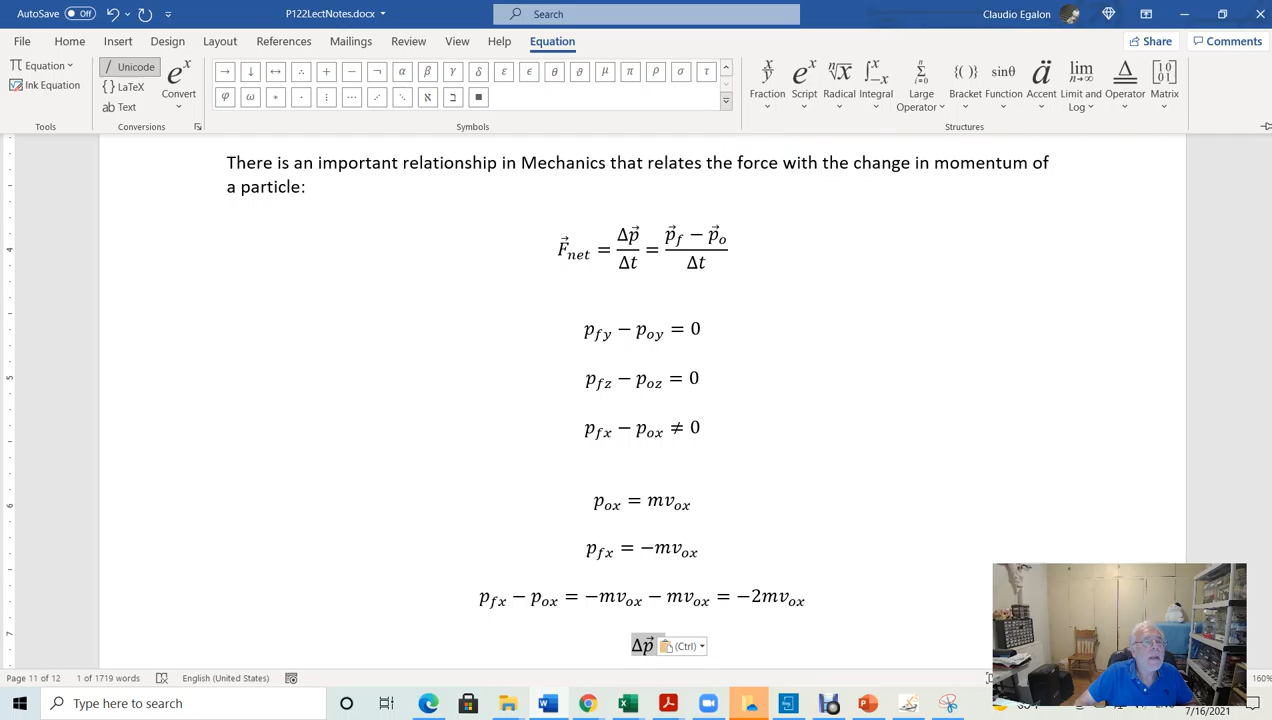 AutoSave Off P122LectNotes.docx Search Claudio Egalon
File Home Insert Design Layout References Mailings Review View Help Equation Share Comments
π Equation Unicode → ↓ ↔ ∴ + − ¬ α β γ δ ε ϵ θ ϑ μ π ρ σ τ
Ink Equation { } LaTeX φ ω ∗ ∙ ⋮ ⋯ ⋰ ⋱ ℵ ℶ ■
ab Text Convert Fraction Script Radical Integral Large Operator Bracket Function Accent Limit and Log Operator Matrix
Tools Conversions Symbols Structures
There is an important relationship in Mechanics that relates the force with the change in momentum of
a particle:
F⃗net = Δp⃗/Δt = (p⃗f − p⃗o)/Δt
pfy − poy = 0
pfz − poz = 0
pfx − pox ≠ 0
pox = mvox
pfx = −mvox
pfx − pox = −mvox − mvox = −2mvox
Δp⃗ (Ctrl)
Page 11 of 12 1 of 1719 words English (United States) 160%
Type here to search
7/16/2021